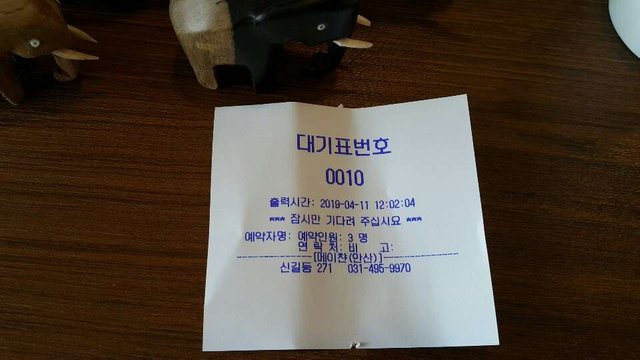 대기표번호
0010
출력시간: 2019-04-11 12:02:04
*** 잠시만 기다려 주십시요 ***
예약자명: 예약인원: 3 명
연 락 처: 비 고:
--------------[메이찬(안산)]--------------
신길동 271 031-495-9970